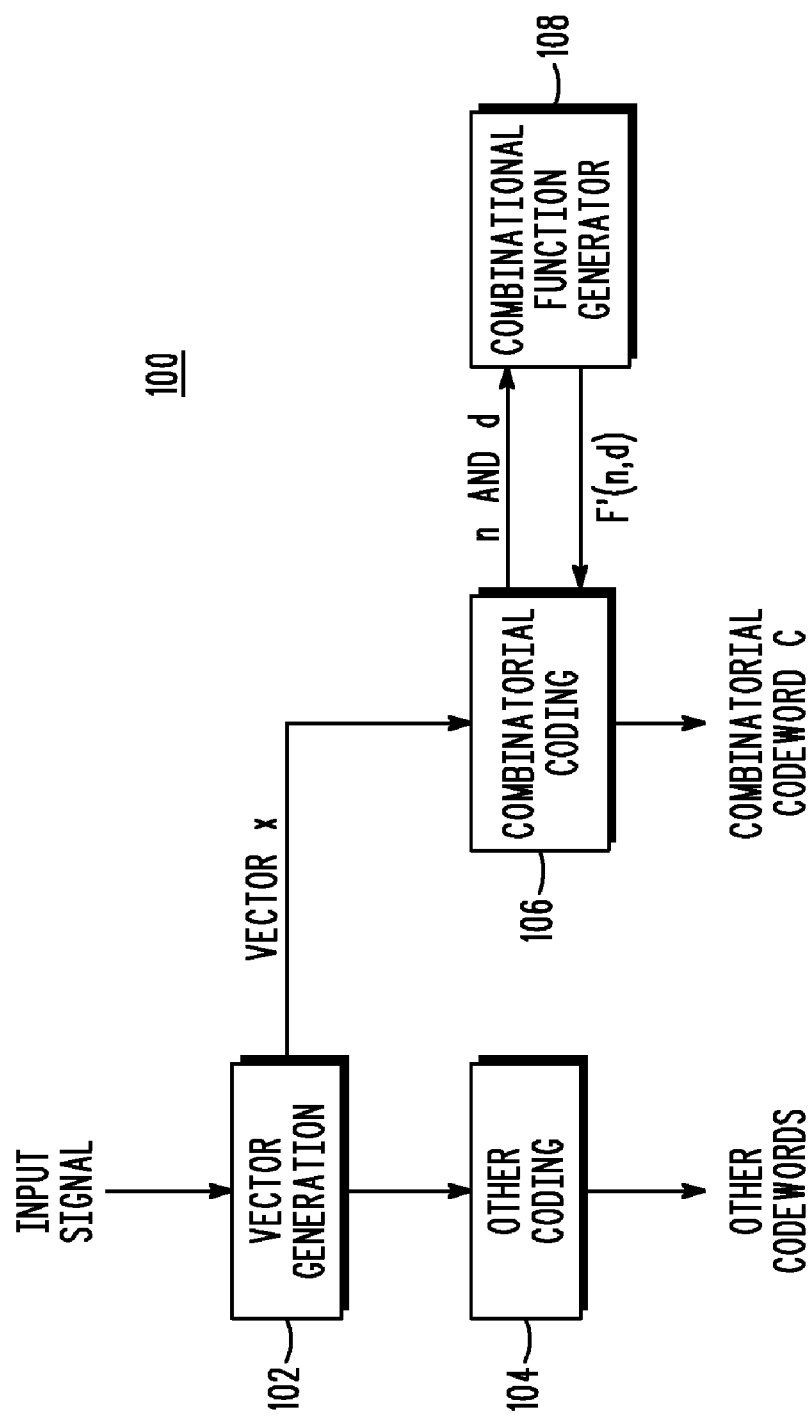 100
INPUT
SIGNAL
VECTOR
GENERATION
102
VECTOR x
OTHER
CODING
104
COMBINATORIAL
CODING
106
n AND d
F'(n,d)
COMBINATIONAL
FUNCTION
GENERATOR
108
OTHER
CODEWORDS
COMBINATORIAL
CODEWORD C